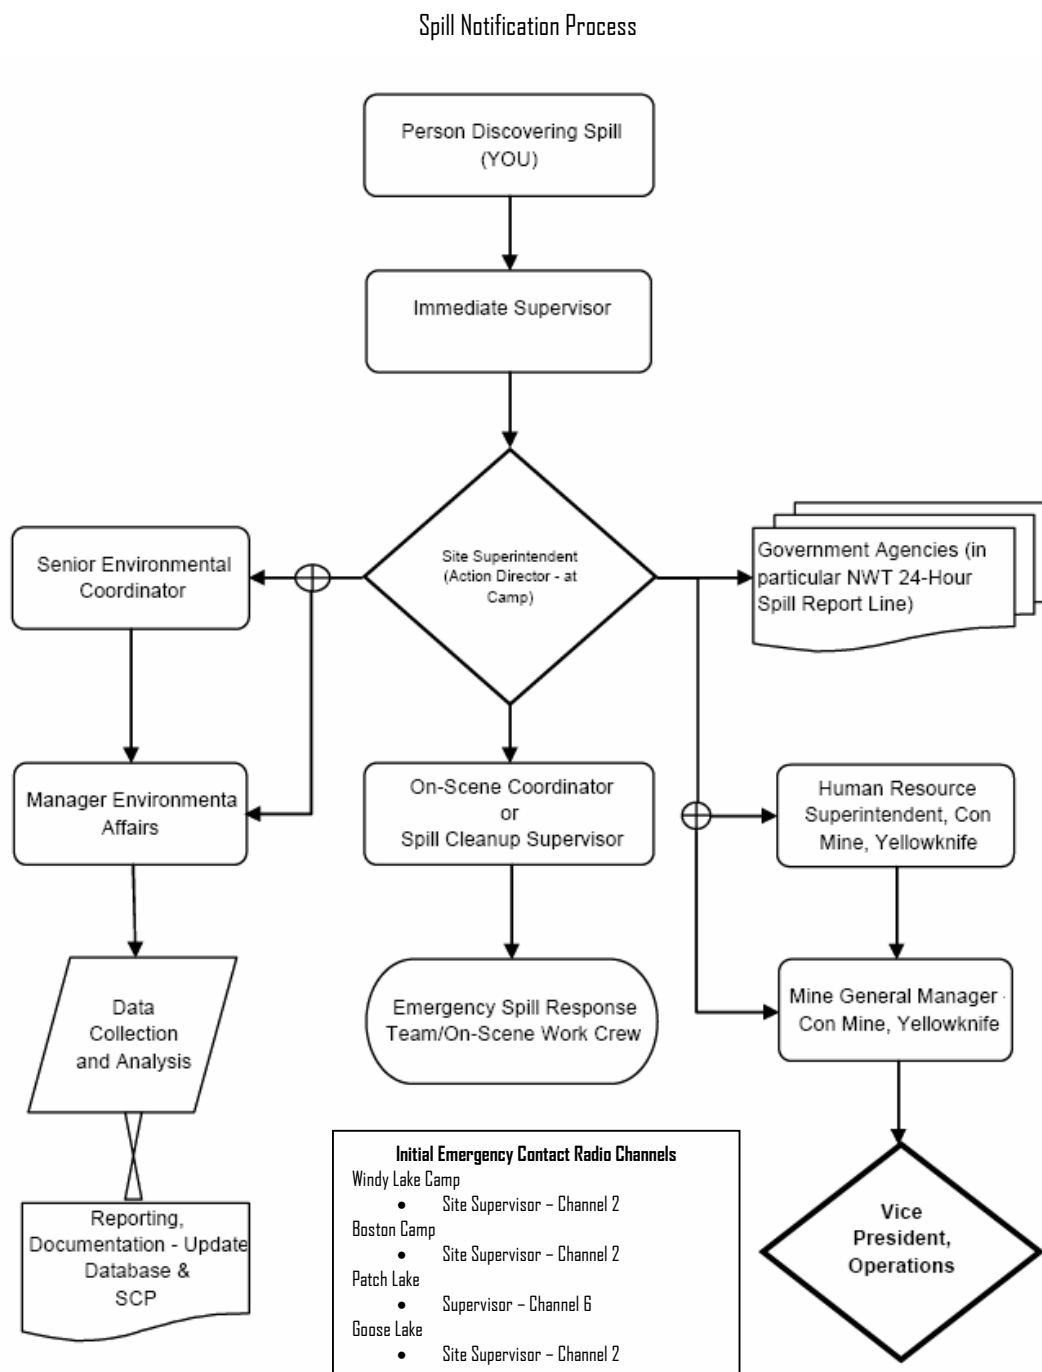 Spill Notification Process
Person Discovering Spill
(YOU)
Immediate Supervisor
Site Superintendent
(Action Director - at
Camp)
Senior Environmental
Coordinator
Government Agencies (in
particular NWT 24-Hour
Spill Report Line)
Manager Environmenta
Affairs
On-Scene Coordinator
or
Spill Cleanup Supervisor
Human Resource
Superintendent, Con
Mine, Yellowknife
Data
Collection
and Analysis
Emergency Spill Response
Team/On-Scene Work Crew
Mine General Manager -
Con Mine, Yellowknife
Reporting,
Documentation - Update
Database &
SCP
Initial Emergency Contact Radio Channels
Windy Lake Camp
• Site Supervisor – Channel 2
Boston Camp
• Site Supervisor – Channel 2
Patch Lake
• Supervisor – Channel 6
Goose Lake
• Site Supervisor – Channel 2
Vice
President,
Operations